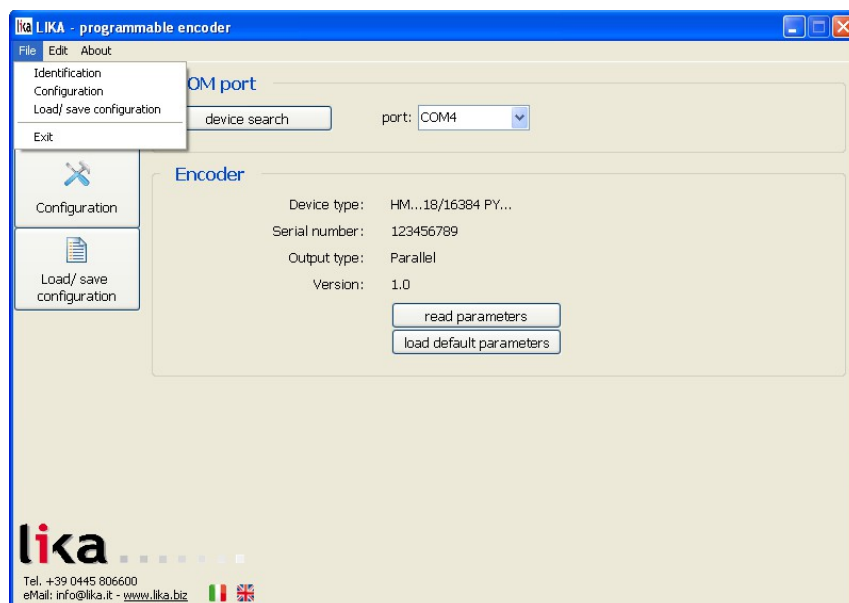 lika LIKA - programmable encoder
File Edit About
Identification
Configuration
Load/ save configuration
Exit
OM port
device search
port: COM4
Configuration
Load/ save
configuration
Encoder
Device type: HM...18/16384 PY...
Serial number: 123456789
Output type: Parallel
Version: 1.0
read parameters
load default parameters
lika
Tel. +39 0445 806600
eMail: info@lika.it - www.lika.biz